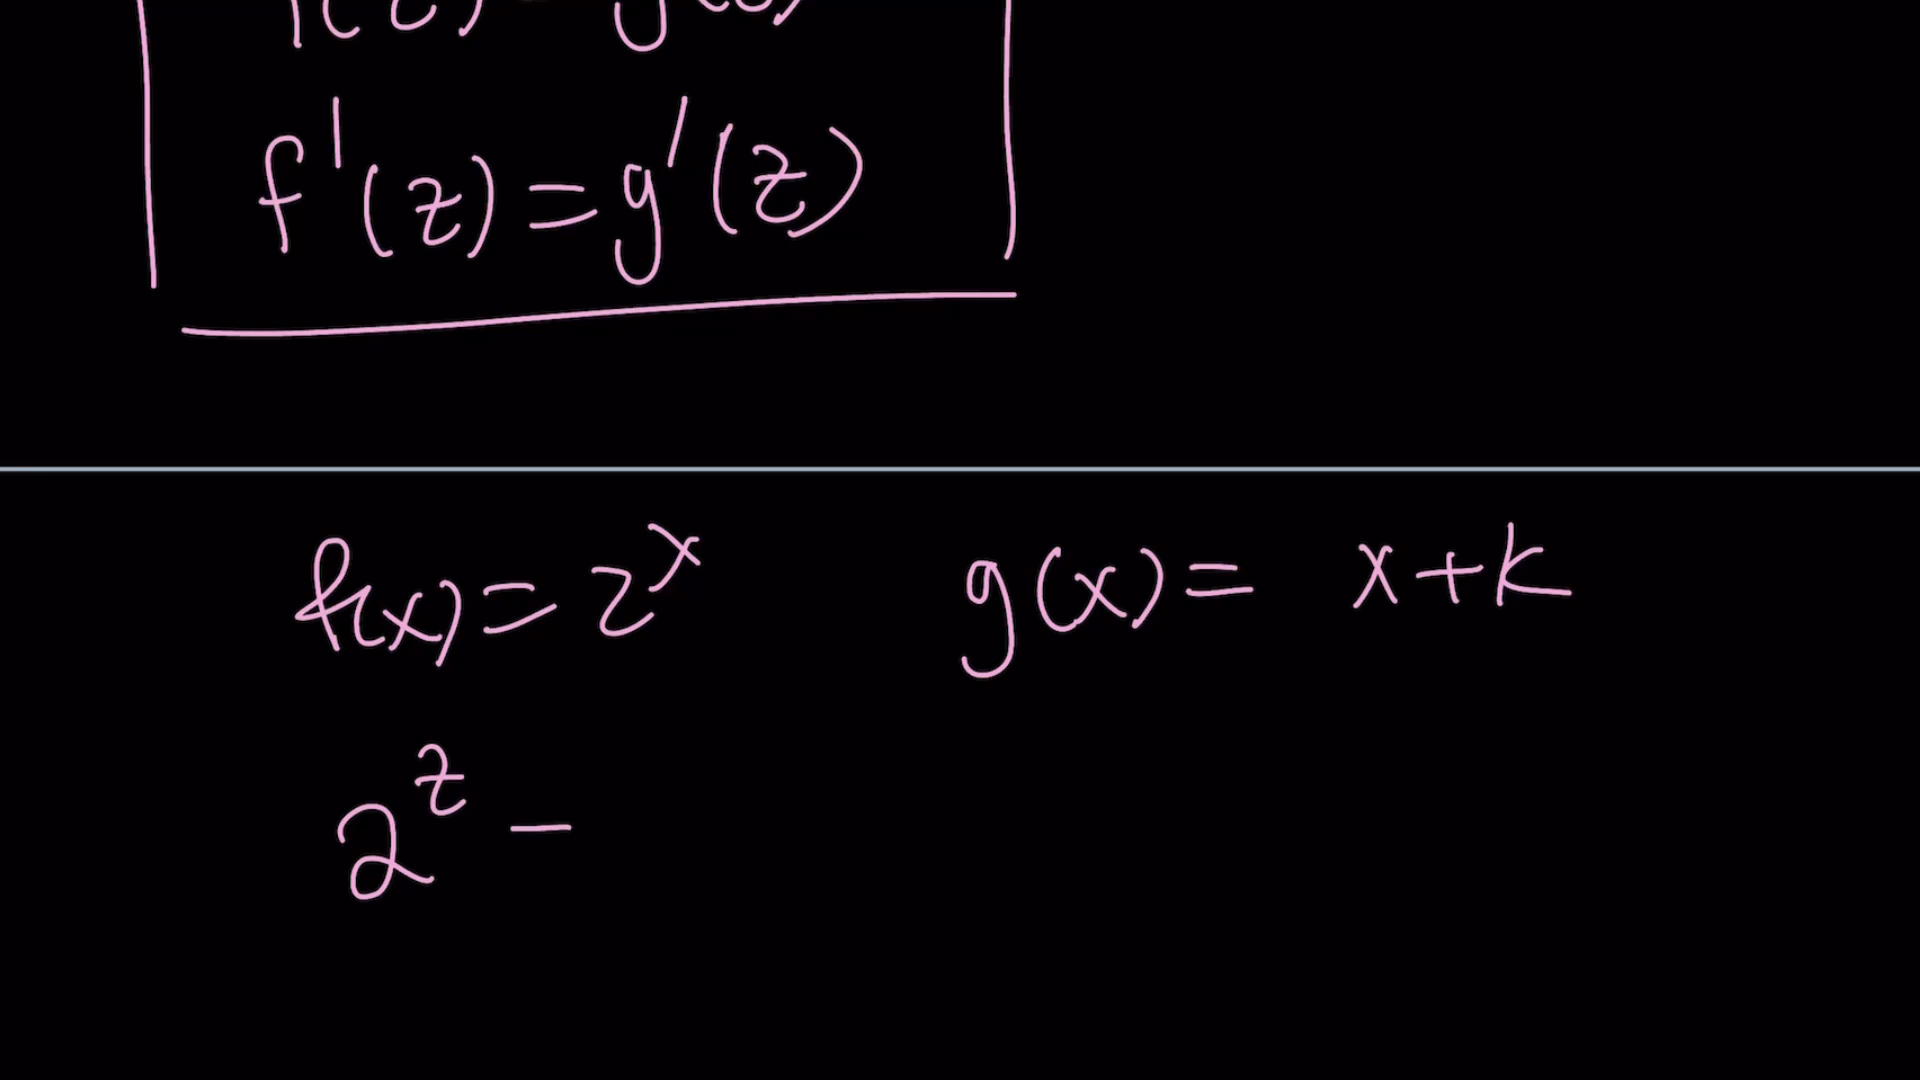 f'(z)=g'(z)
f(x)=2^x g(x)= x+k
2^z -